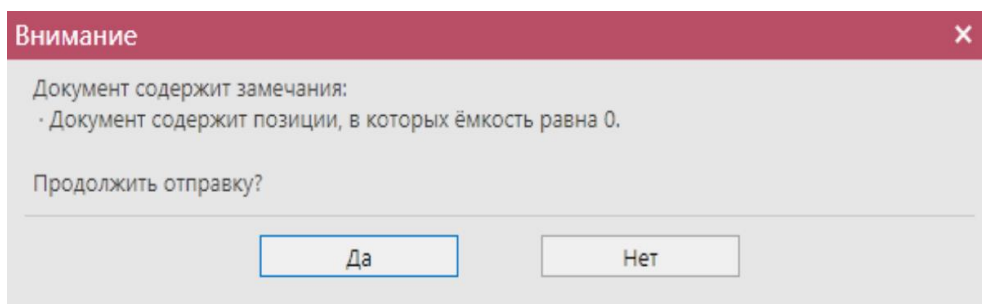 Внимание
Документ содержит замечания:
· Документ содержит позиции, в которых ёмкость равна 0.
Продолжить отправку?
Да Нет